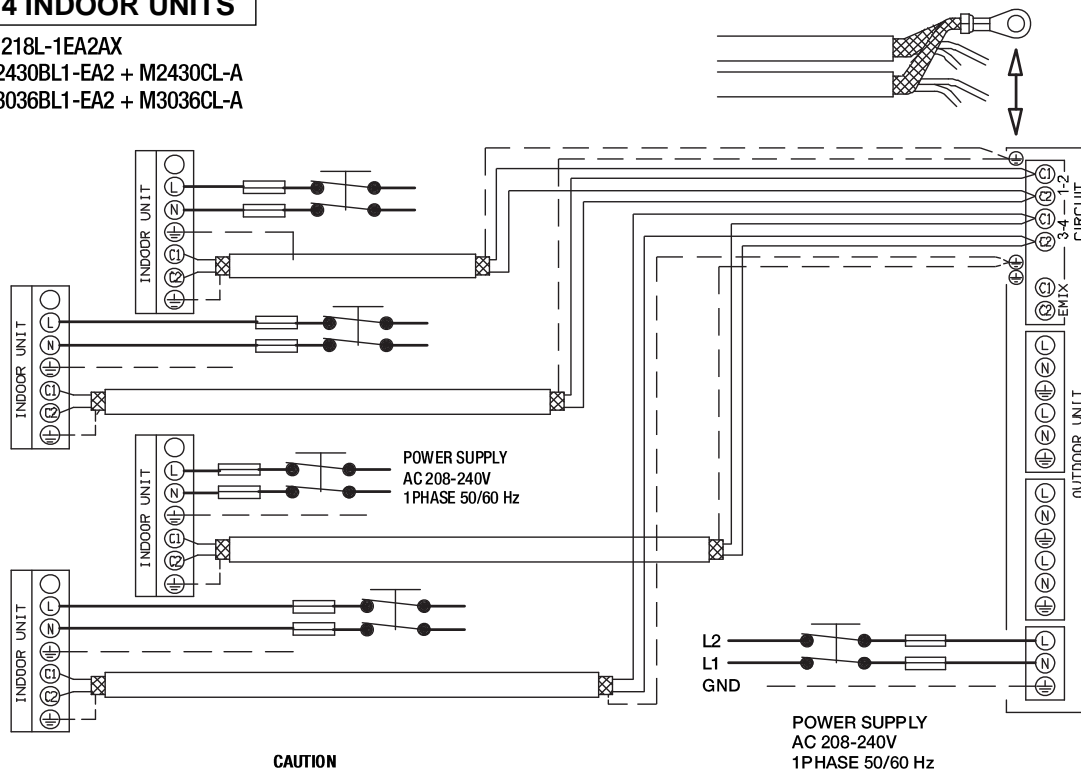 4 INDOOR UNITS
218L-1EA2AX
2430BL1-EA2 + M2430CL-A
3036BL1-EA2 + M3036CL-A
INDOOR UNIT
L
N
C1
C2
INDOOR UNIT
L
N
C1
C2
INDOOR UNIT
L
N
C1
C2
POWER SUPPLY
AC 208-240V
1PHASE 50/60 Hz
INDOOR UNIT
L
N
C1
C2
C1
C2
C1
C2
1-2
3-4
CIRCUIT
C1
C2
EMIX
L
N
L
N
OUTDOOR UNIT
L
N
L
N
L2
L1
GND
L
N
POWER SUPPLY
AC 208-240V
1PHASE 50/60 Hz
CAUTION